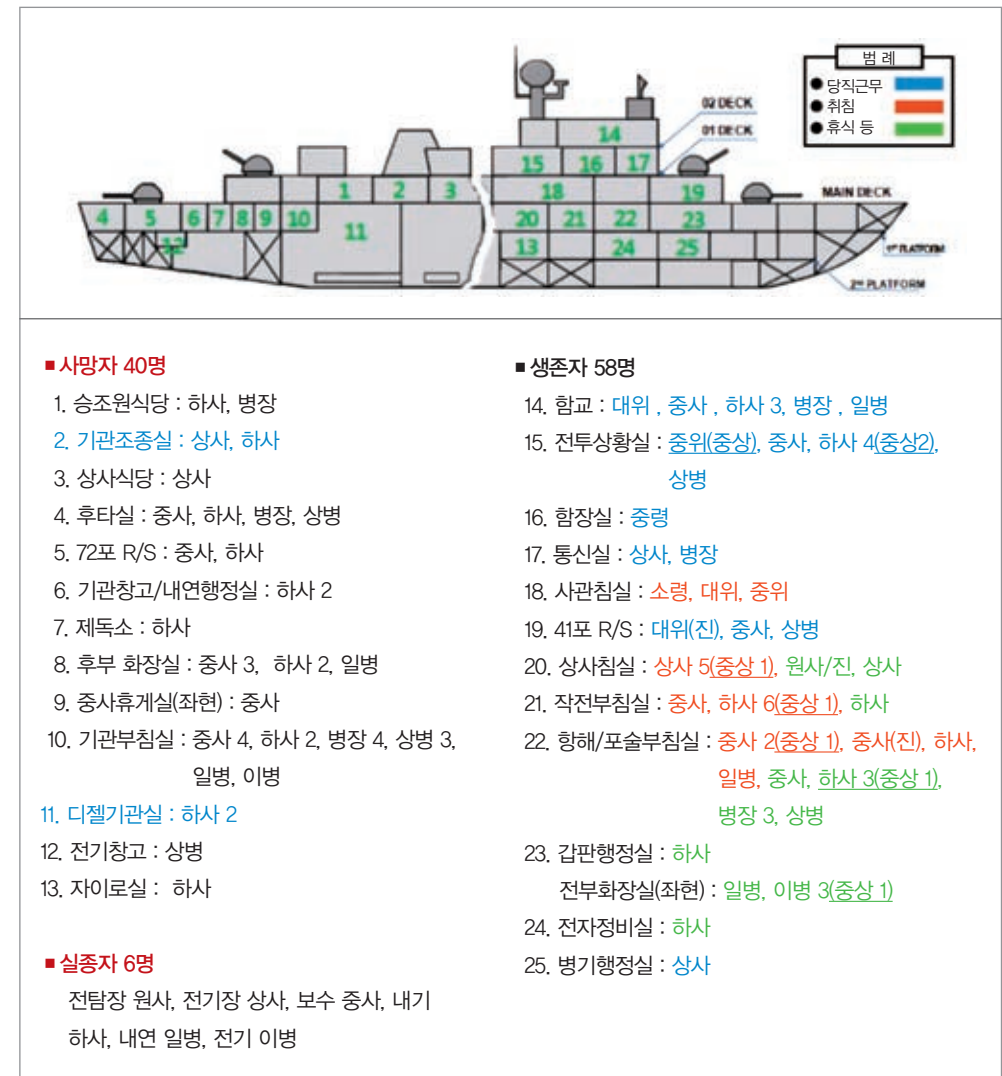 범 례
● 당직근무
● 취침
● 휴식 등
02 DECK
01 DECK
MAIN DECK
1ST PLATFORM
2ND PLATFORM
14
15 16 17
1 2 3 18 19
4 5 6 7 8 9 10 11 20 21 22 23
12 13 24 25
■ 사망자 40명
1. 승조원식당 : 하사, 병장
2. 기관조종실 : 상사, 하사
3. 상사식당 : 상사
4. 후타실 : 중사, 하사, 병장, 상병
5. 72포 R/S : 중사, 하사
6. 기관창고/내연행정실 : 하사 2
7. 제독소 : 하사
8. 후부 화장실 : 중사 3, 하사 2, 일병
9. 중사휴게실(좌현) : 중사
10. 기관부침실 : 중사 4, 하사 2, 병장 4, 상병 3,
일병, 이병
11. 디젤기관실 : 하사 2
12. 전기창고 : 상병
13. 자이로실 : 하사
■ 실종자 6명
전탐장 원사, 전기장 상사, 보수 중사, 내기
하사, 내연 일병, 전기 이병
■ 생존자 58명
14. 함교 : 대위 , 중사 , 하사 3, 병장 , 일병
15. 전투상황실 : 중위(중상), 중사, 하사 4(중상2),
상병
16. 함장실 : 중령
17. 통신실 : 상사, 병장
18. 사관침실 : 소령, 대위, 중위
19. 41포 R/S : 대위(진), 중사, 상병
20. 상사침실 : 상사 5(중상 1), 원사/진, 상사
21. 작전부침실 : 중사, 하사 6(중상 1), 하사
22. 항해/포술부침실 : 중사 2(중상 1), 중사(진), 하사,
일병, 중사, 하사 3(중상 1),
병장 3, 상병
23. 갑판행정실 : 하사
전부화장실(좌현) : 일병, 이병 3(중상 1)
24. 전자정비실 : 하사
25. 병기행정실 : 상사